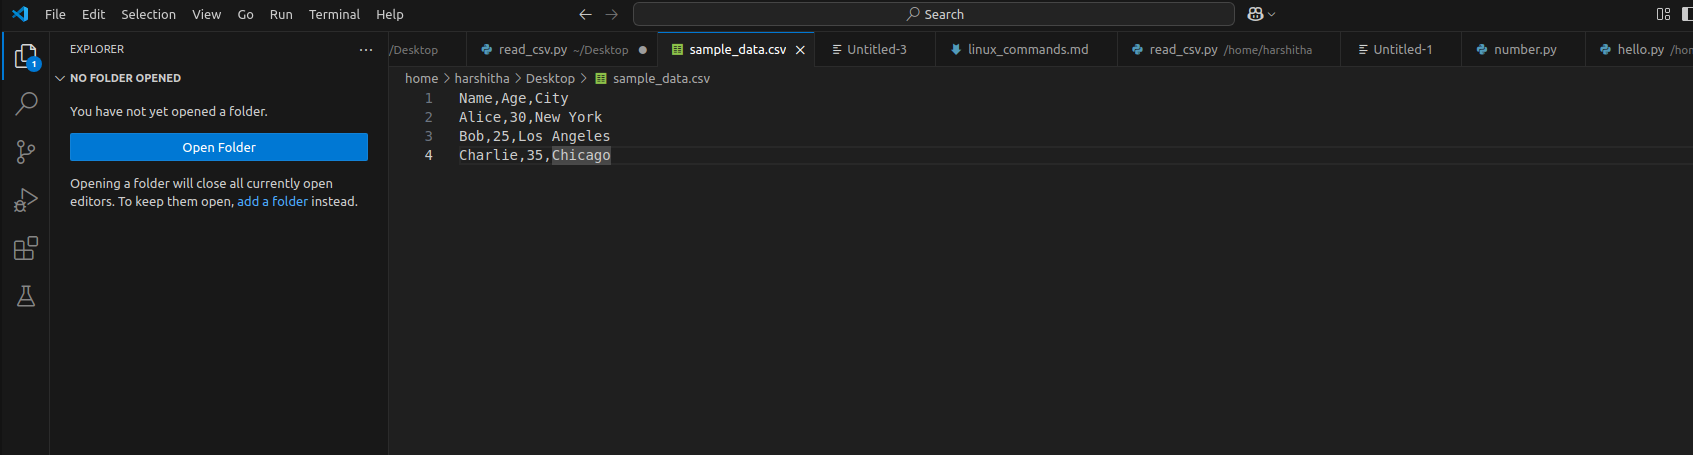 File Edit Selection View Go Run Terminal Help
Search
EXPLORER
1
NO FOLDER OPENED
You have not yet opened a folder.
Open Folder
Opening a folder will close all currently open
editors. To keep them open, add a folder instead.
/Desktop read_csv.py ~/Desktop sample_data.csv Untitled-3 linux_commands.md read_csv.py /home/harshitha Untitled-1 number.py hello.py /hom
home > harshitha > Desktop > sample_data.csv
1 Name,Age,City
2 Alice,30,New York
3 Bob,25,Los Angeles
4 Charlie,35,Chicago